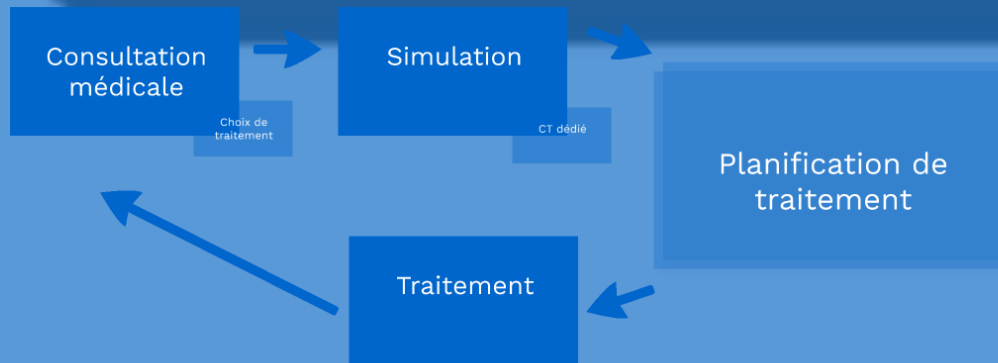 Consultation
médicale
Choix de
traitement
Simulation
CT dédié
Planification de
traitement
Traitement